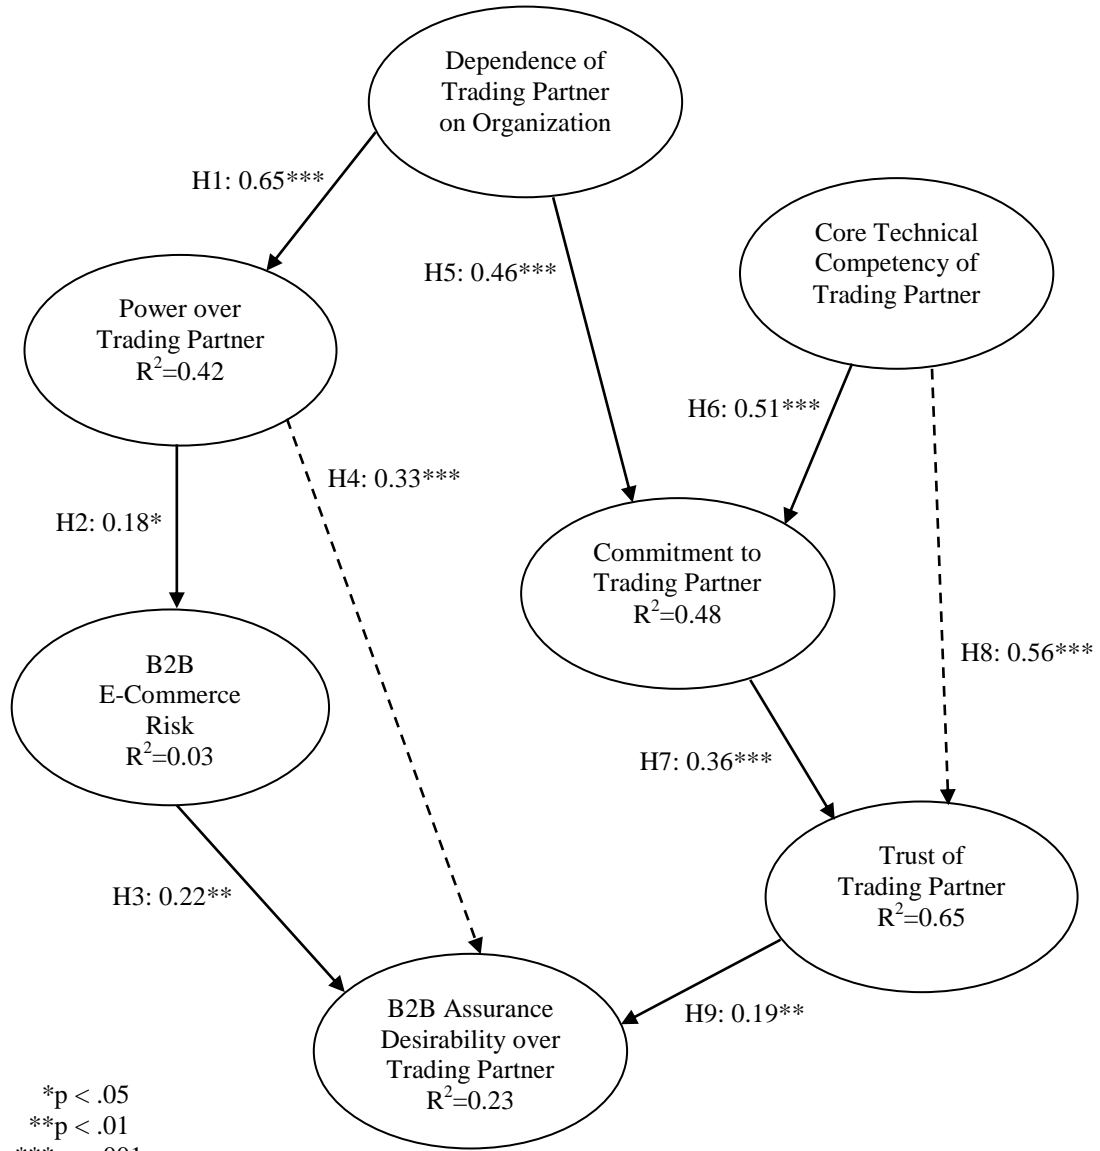 Dependence of
Trading Partner
on Organization
H1: 0.65***
Core Technical
Competency of
Trading Partner
H5: 0.46***
Power over
Trading Partner
R²=0.42
H6: 0.51***
H4: 0.33***
H2: 0.18*
Commitment to
Trading Partner
R²=0.48
H8: 0.56***
B2B
E-Commerce
Risk
R²=0.03
H7: 0.36***
H3: 0.22**
Trust of
Trading Partner
R²=0.65
H9: 0.19**
B2B Assurance
Desirability over
Trading Partner
R²=0.23
*p < .05
**p < .01